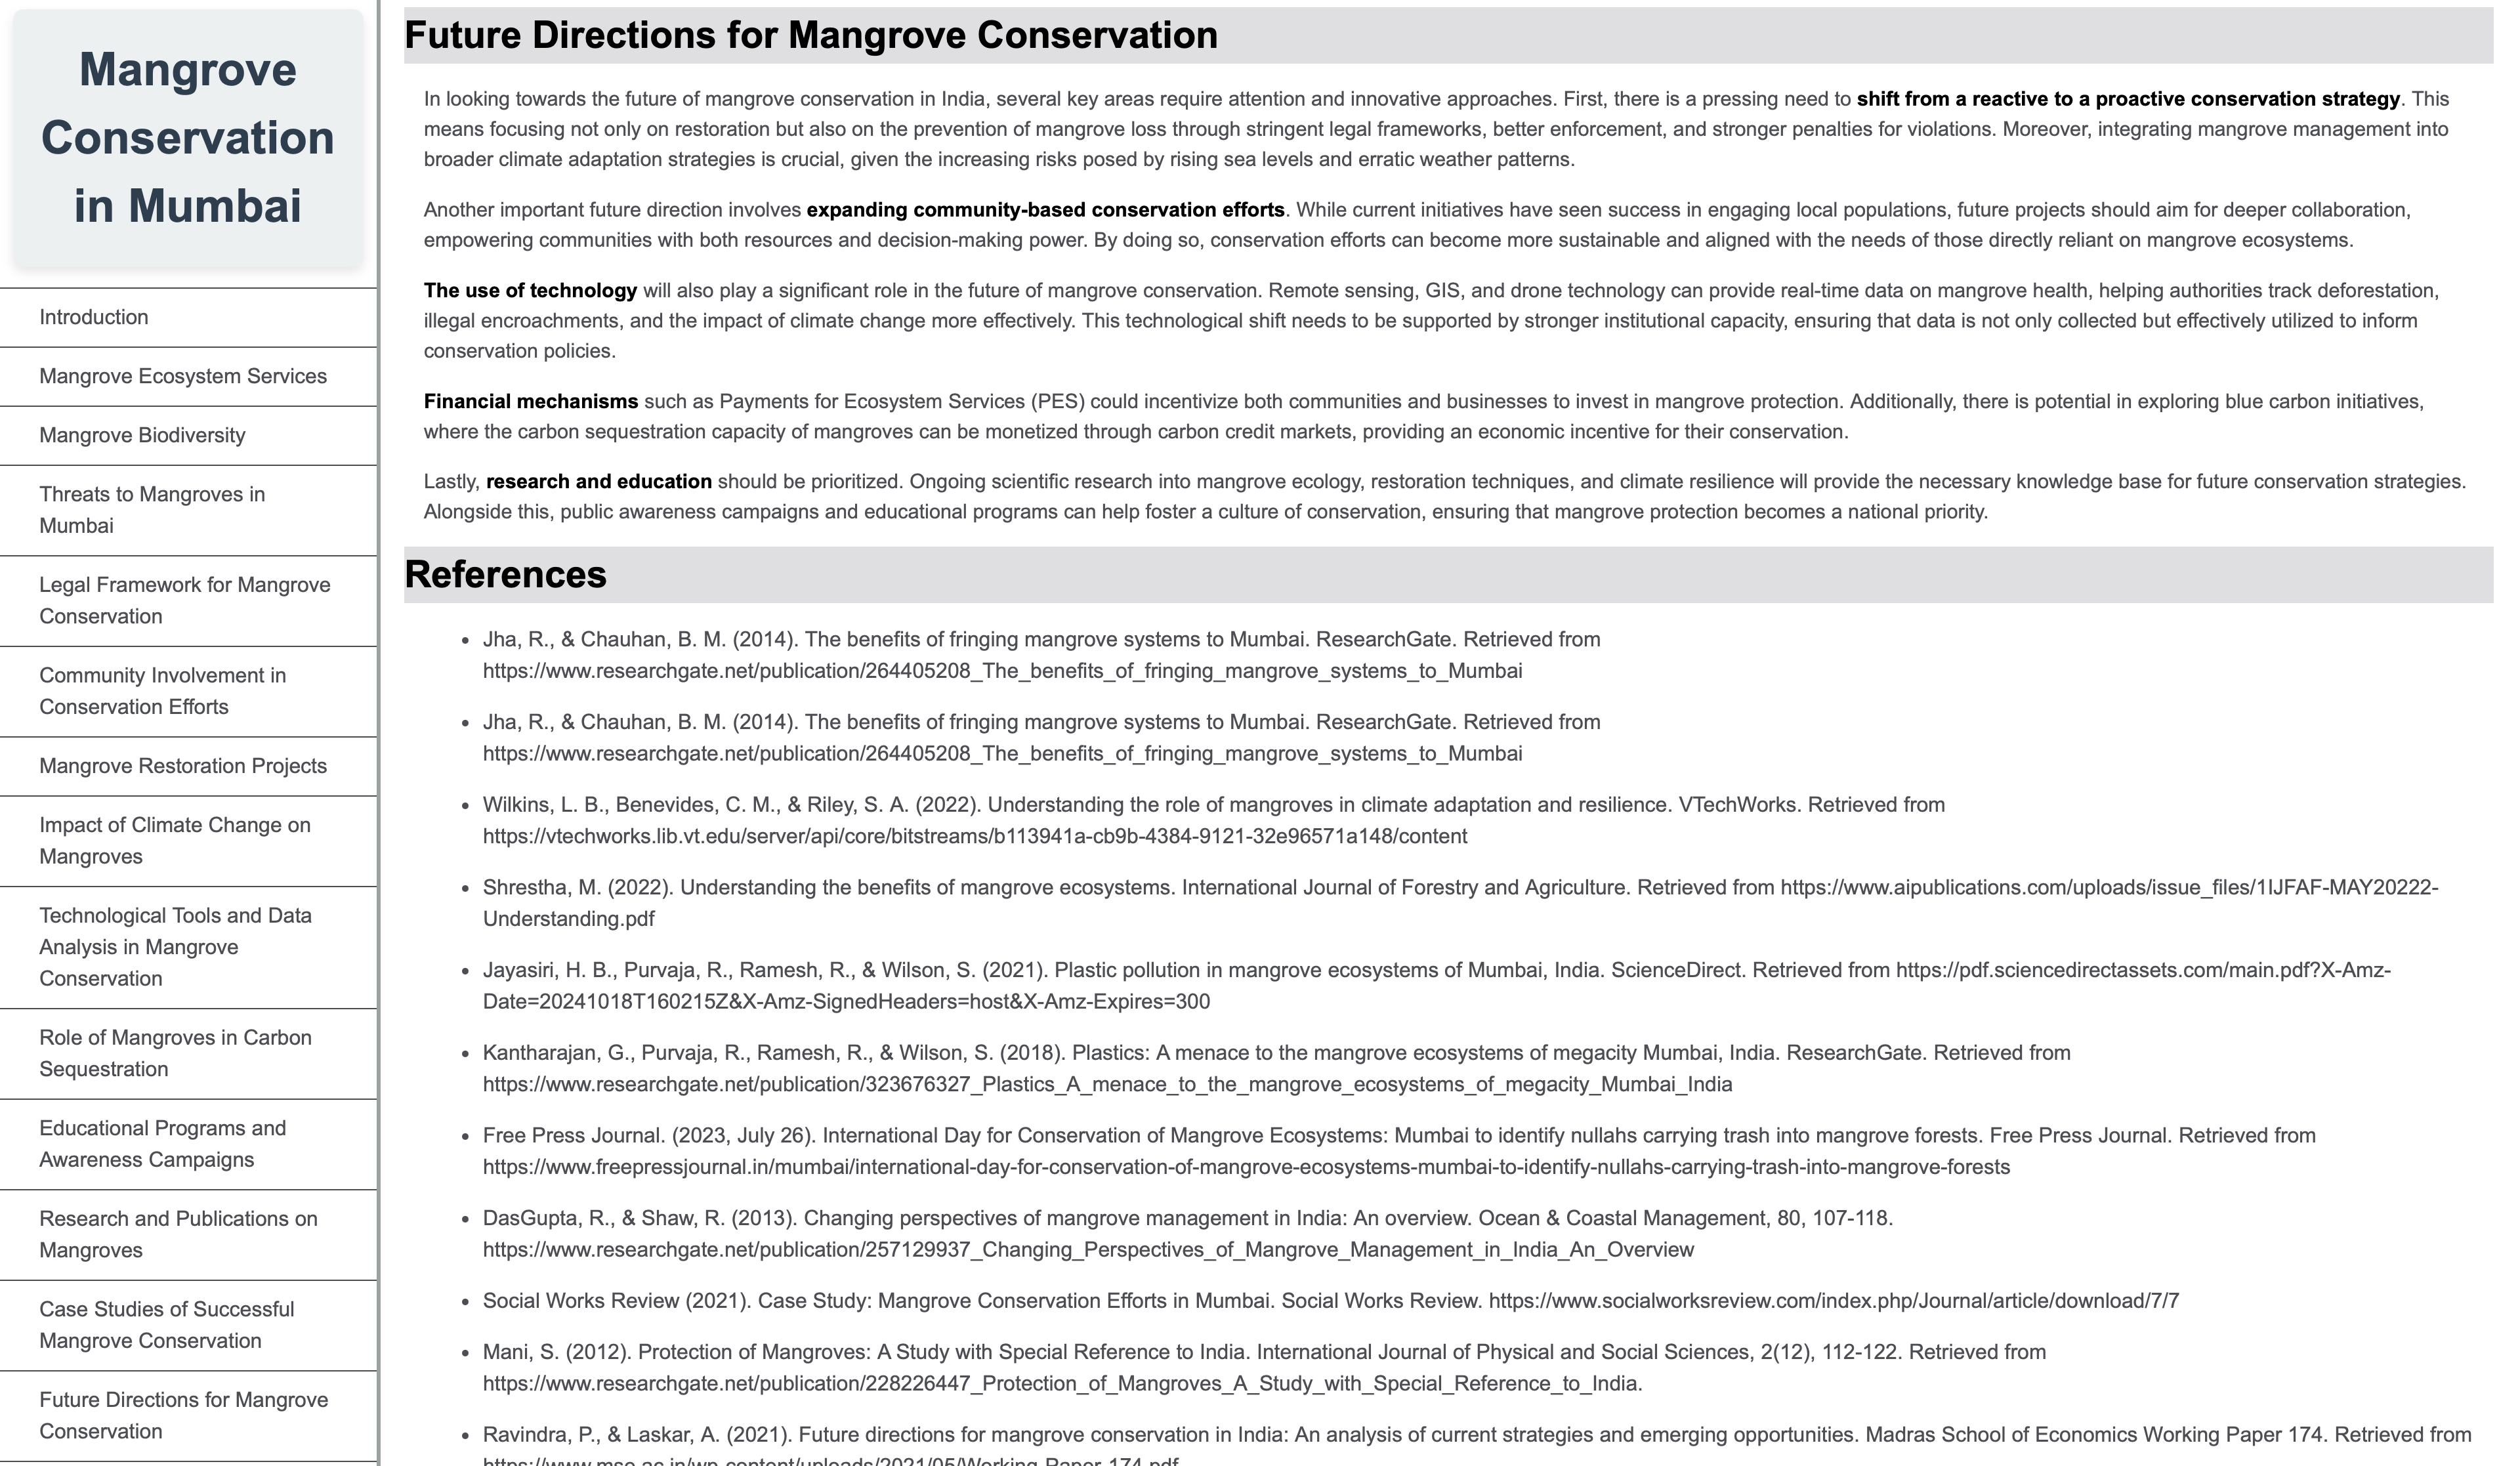 Mangrove
Conservation
in Mumbai
Introduction
Mangrove Ecosystem Services
Mangrove Biodiversity
Threats to Mangroves in
Mumbai
Legal Framework for Mangrove
Conservation
Community Involvement in
Conservation Efforts
Mangrove Restoration Projects
Impact of Climate Change on
Mangroves
Technological Tools and Data
Analysis in Mangrove
Conservation
Role of Mangroves in Carbon
Sequestration
Educational Programs and
Awareness Campaigns
Research and Publications on
Mangroves
Case Studies of Successful
Mangrove Conservation
Future Directions for Mangrove
Conservation
Future Directions for Mangrove Conservation
In looking towards the future of mangrove conservation in India, several key areas require attention and innovative approaches. First, there is a pressing need to shift from a reactive to a proactive conservation strategy. This
means focusing not only on restoration but also on the prevention of mangrove loss through stringent legal frameworks, better enforcement, and stronger penalties for violations. Moreover, integrating mangrove management into
broader climate adaptation strategies is crucial, given the increasing risks posed by rising sea levels and erratic weather patterns.
Another important future direction involves expanding community-based conservation efforts. While current initiatives have seen success in engaging local populations, future projects should aim for deeper collaboration,
empowering communities with both resources and decision-making power. By doing so, conservation efforts can become more sustainable and aligned with the needs of those directly reliant on mangrove ecosystems.
The use of technology will also play a significant role in the future of mangrove conservation. Remote sensing, GIS, and drone technology can provide real-time data on mangrove health, helping authorities track deforestation,
illegal encroachments, and the impact of climate change more effectively. This technological shift needs to be supported by stronger institutional capacity, ensuring that data is not only collected but effectively utilized to inform
conservation policies.
Financial mechanisms such as Payments for Ecosystem Services (PES) could incentivize both communities and businesses to invest in mangrove protection. Additionally, there is potential in exploring blue carbon initiatives,
where the carbon sequestration capacity of mangroves can be monetized through carbon credit markets, providing an economic incentive for their conservation.
Lastly, research and education should be prioritized. Ongoing scientific research into mangrove ecology, restoration techniques, and climate resilience will provide the necessary knowledge base for future conservation strategies.
Alongside this, public awareness campaigns and educational programs can help foster a culture of conservation, ensuring that mangrove protection becomes a national priority.
References
• Jha, R., & Chauhan, B. M. (2014). The benefits of fringing mangrove systems to Mumbai. ResearchGate. Retrieved from
https://www.researchgate.net/publication/264405208_The_benefits_of_fringing_mangrove_systems_to_Mumbai
• Jha, R., & Chauhan, B. M. (2014). The benefits of fringing mangrove systems to Mumbai. ResearchGate. Retrieved from
https://www.researchgate.net/publication/264405208_The_benefits_of_fringing_mangrove_systems_to_Mumbai
• Wilkins, L. B., Benevides, C. M., & Riley, S. A. (2022). Understanding the role of mangroves in climate adaptation and resilience. VTechWorks. Retrieved from
https://vtechworks.lib.vt.edu/server/api/core/bitstreams/b113941a-cb9b-4384-9121-32e96571a148/content
• Shrestha, M. (2022). Understanding the benefits of mangrove ecosystems. International Journal of Forestry and Agriculture. Retrieved from https://www.aipublications.com/uploads/issue_files/1IJFAF-MAY20222-
Understanding.pdf
• Jayasiri, H. B., Purvaja, R., Ramesh, R., & Wilson, S. (2021). Plastic pollution in mangrove ecosystems of Mumbai, India. ScienceDirect. Retrieved from https://pdf.sciencedirectassets.com/main.pdf?X-Amz-
Date=20241018T160215Z&X-Amz-SignedHeaders=host&X-Amz-Expires=300
• Kantharajan, G., Purvaja, R., Ramesh, R., & Wilson, S. (2018). Plastics: A menace to the mangrove ecosystems of megacity Mumbai, India. ResearchGate. Retrieved from
https://www.researchgate.net/publication/323676327_Plastics_A_menace_to_the_mangrove_ecosystems_of_megacity_Mumbai_India
• Free Press Journal. (2023, July 26). International Day for Conservation of Mangrove Ecosystems: Mumbai to identify nullahs carrying trash into mangrove forests. Free Press Journal. Retrieved from
https://www.freepressjournal.in/mumbai/international-day-for-conservation-of-mangrove-ecosystems-mumbai-to-identify-nullahs-carrying-trash-into-mangrove-forests
• DasGupta, R., & Shaw, R. (2013). Changing perspectives of mangrove management in India: An overview. Ocean & Coastal Management, 80, 107-118.
https://www.researchgate.net/publication/257129937_Changing_Perspectives_of_Mangrove_Management_in_India_An_Overview
• Social Works Review (2021). Case Study: Mangrove Conservation Efforts in Mumbai. Social Works Review. https://www.socialworksreview.com/index.php/Journal/article/download/7/7
• Mani, S. (2012). Protection of Mangroves: A Study with Special Reference to India. International Journal of Physical and Social Sciences, 2(12), 112-122. Retrieved from
https://www.researchgate.net/publication/228226447_Protection_of_Mangroves_A_Study_with_Special_Reference_to_India.
• Ravindra, P., & Laskar, A. (2021). Future directions for mangrove conservation in India: An analysis of current strategies and emerging opportunities. Madras School of Economics Working Paper 174. Retrieved from
https://www.mse.ac.in/wp-content/uploads/2021/05/Working-Paper-174.pdf